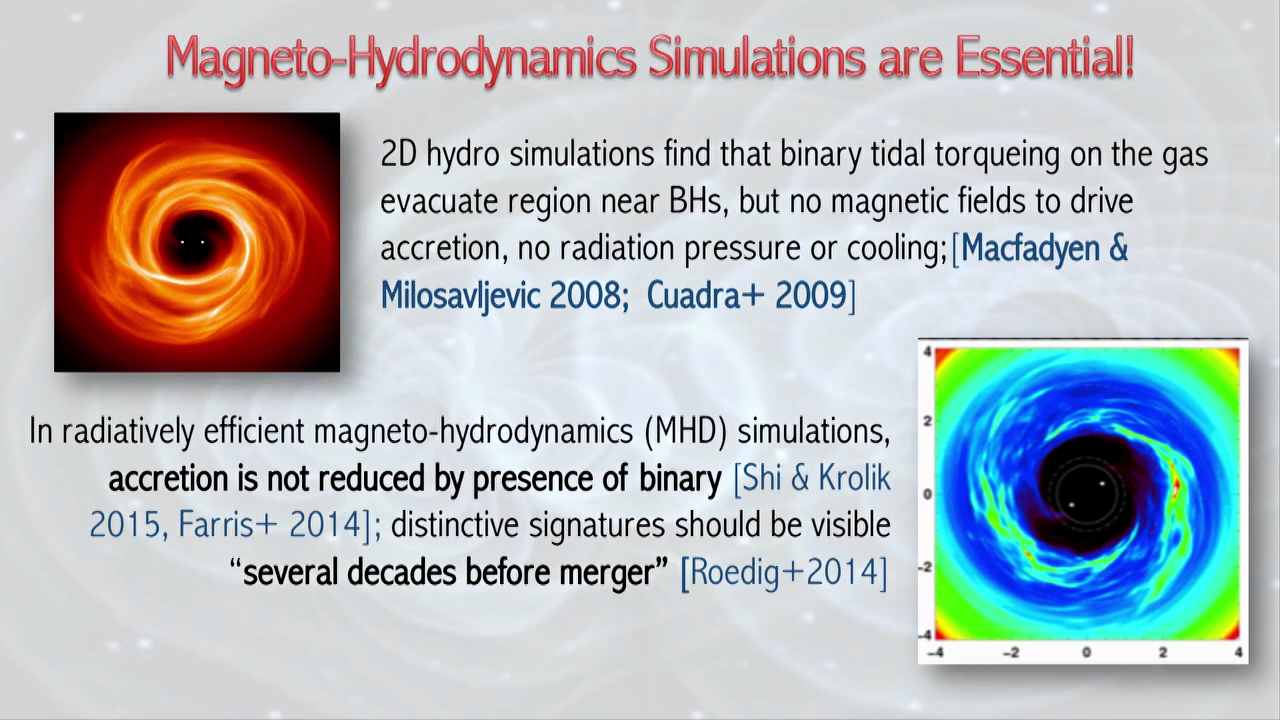 Magneto-Hydrodynamics Simulations are Essential!
2D hydro simulations find that binary tidal torqueing on the gas
evacuate region near BHs, but no magnetic fields to drive
accretion, no radiation pressure or cooling;[Macfadyen &
Milosavljevic 2008; Cuadra+ 2009]
In radiatively efficient magneto-hydrodynamics (MHD) simulations,
accretion is not reduced by presence of binary [Shi & Krolik
2015, Farris+ 2014]; distinctive signatures should be visible
“several decades before merger” [Roedig+2014]
4
2
0
-2
-4
-4 -2 0 2 4